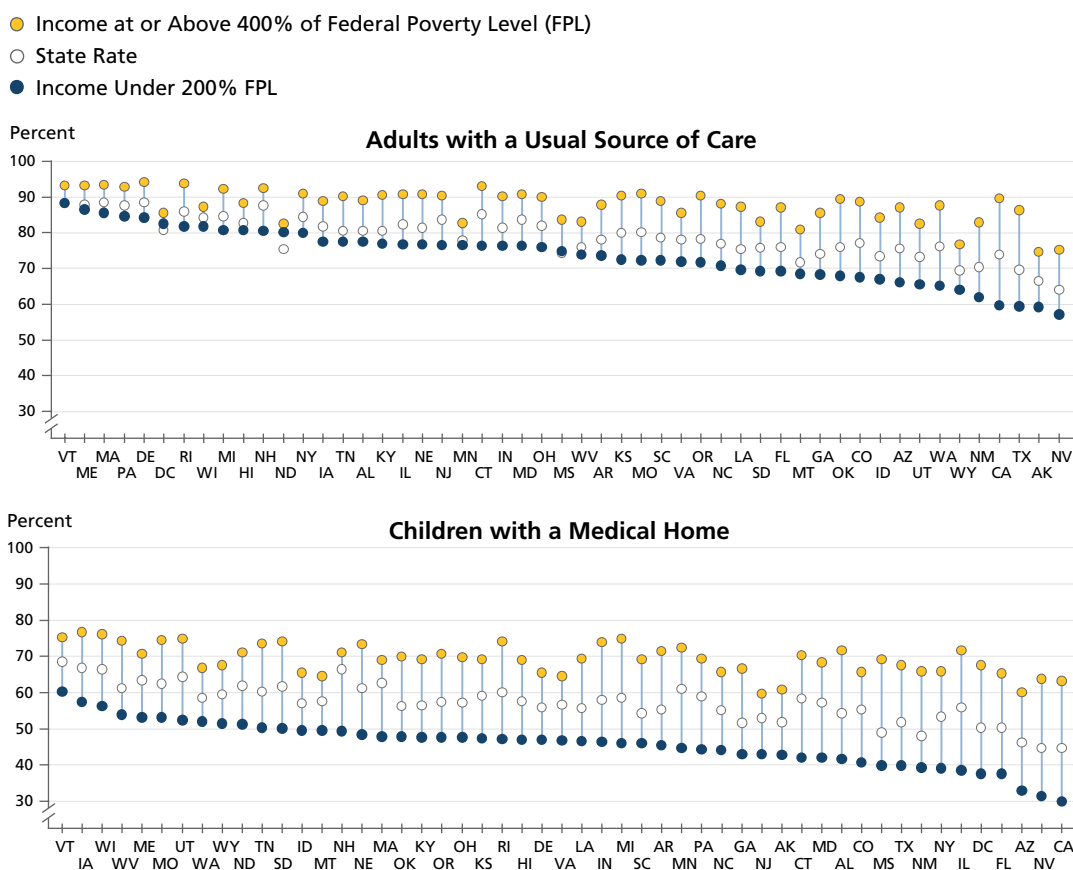 Income at or Above 400% of Federal Poverty Level (FPL)
State Rate
Income Under 200% FPL
Percent
Adults with a Usual Source of Care
100
90
80
70
60
50
40
30
VT MA DE RI MI NH NY TN KY NE MN IN OH WV KS SC OR LA FL GA CO AZ WA NM TX NV
ME PA DC WI HI ND IA AL IL NJ CT MD MS AR MO VA NC SD MT OK ID UT WY CA AK
Percent
Children with a Medical Home
100
90
80
70
60
50
40
30
VT WI ME UT WY TN ID NH MA KY OH RI DE LA MI AR PA GA AK MD CO TX NY DC AZ CA
IA WV MO WA ND SD MT NE OK OR KS HI VA IN SC MN NC NJ CT AL MS NM IL FL NV